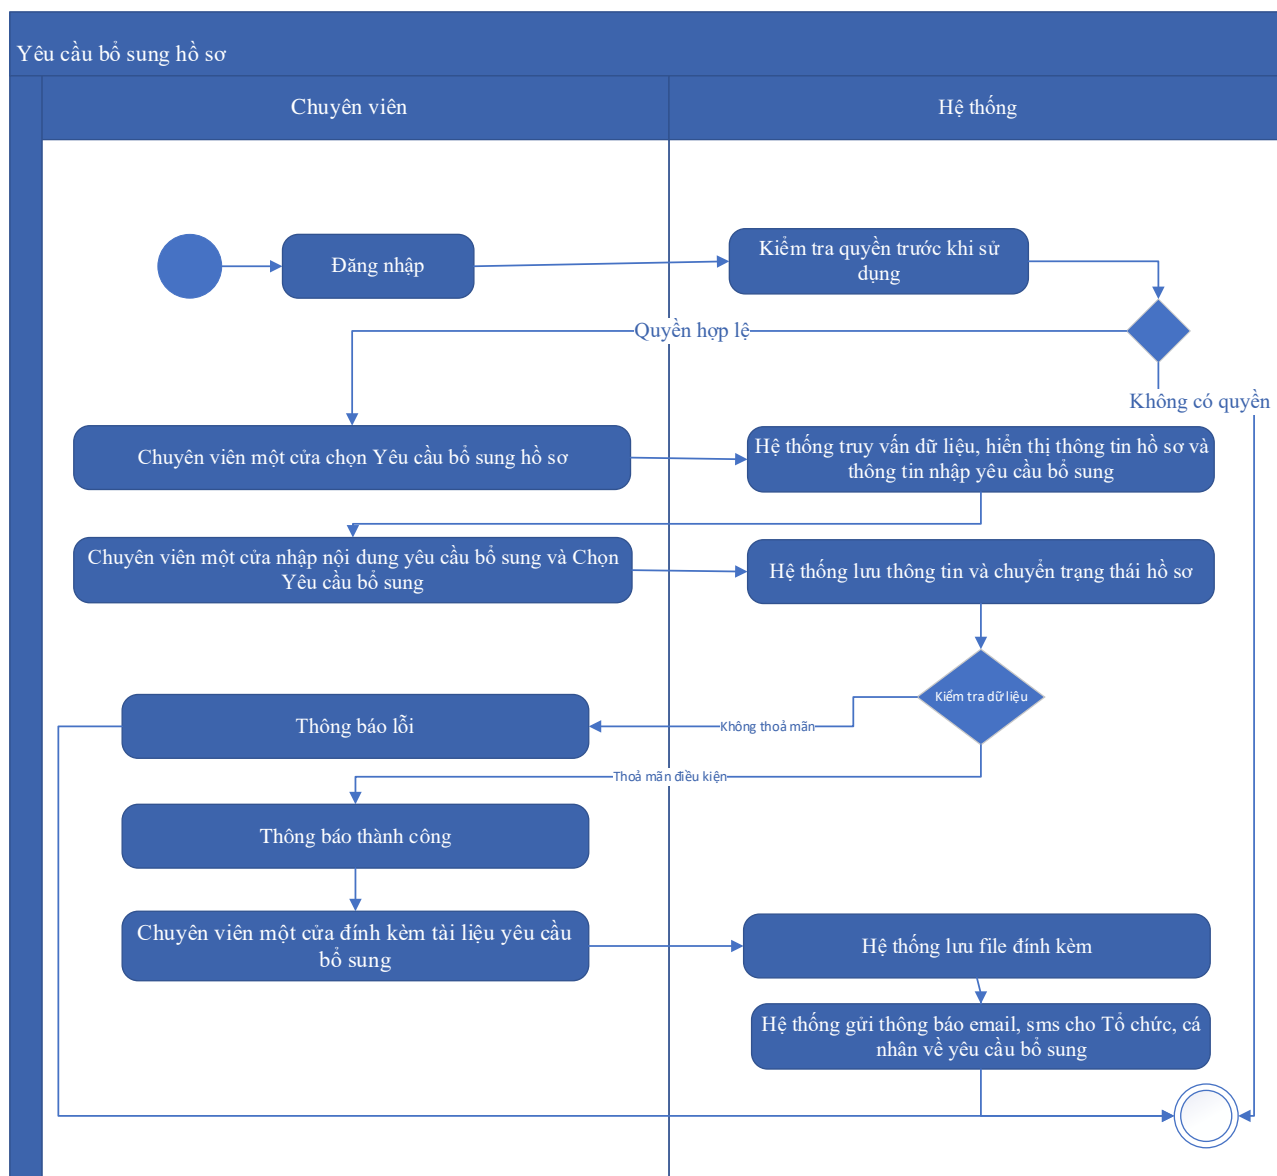 Yêu cầu bổ sung hồ sơ
Chuyên viên
Hệ thống
Đăng nhập
Kiểm tra quyền trước khi sử
dụng
Quyền hợp lệ
Không có quyền
Chuyên viên một cửa chọn Yêu cầu bổ sung hồ sơ
Hệ thống truy vấn dữ liệu, hiển thị thông tin hồ sơ và
thông tin nhập yêu cầu bổ sung
Chuyên viên một cửa nhập nội dung yêu cầu bổ sung và Chọn
Yêu cầu bổ sung
Hệ thống lưu thông tin và chuyển trạng thái hồ sơ
Kiểm tra dữ liệu
Thông báo lỗi
Không thoả mãn
Thoả mãn điều kiện
Thông báo thành công
Chuyên viên một cửa đính kèm tài liệu yêu cầu
bổ sung
Hệ thống lưu file đính kèm
Hệ thống gửi thông báo email, sms cho Tổ chức, cá
nhân về yêu cầu bổ sung